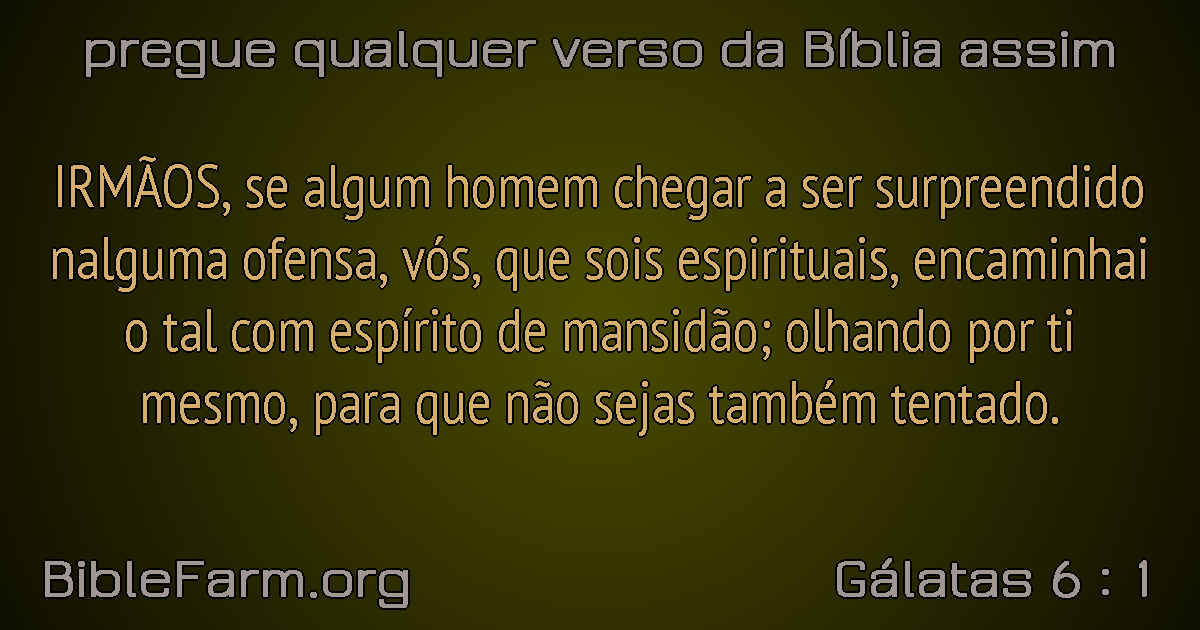 pregue qualquer verso da Bíblia assim
IRMÃOS, se algum homem chegar a ser surpreendido
nalguma ofensa, vós, que sois espirituais, encaminhai
o tal com espírito de mansidão; olhando por ti
mesmo, para que não sejas também tentado.
BibleFarm.org
Gálatas 6 : 1